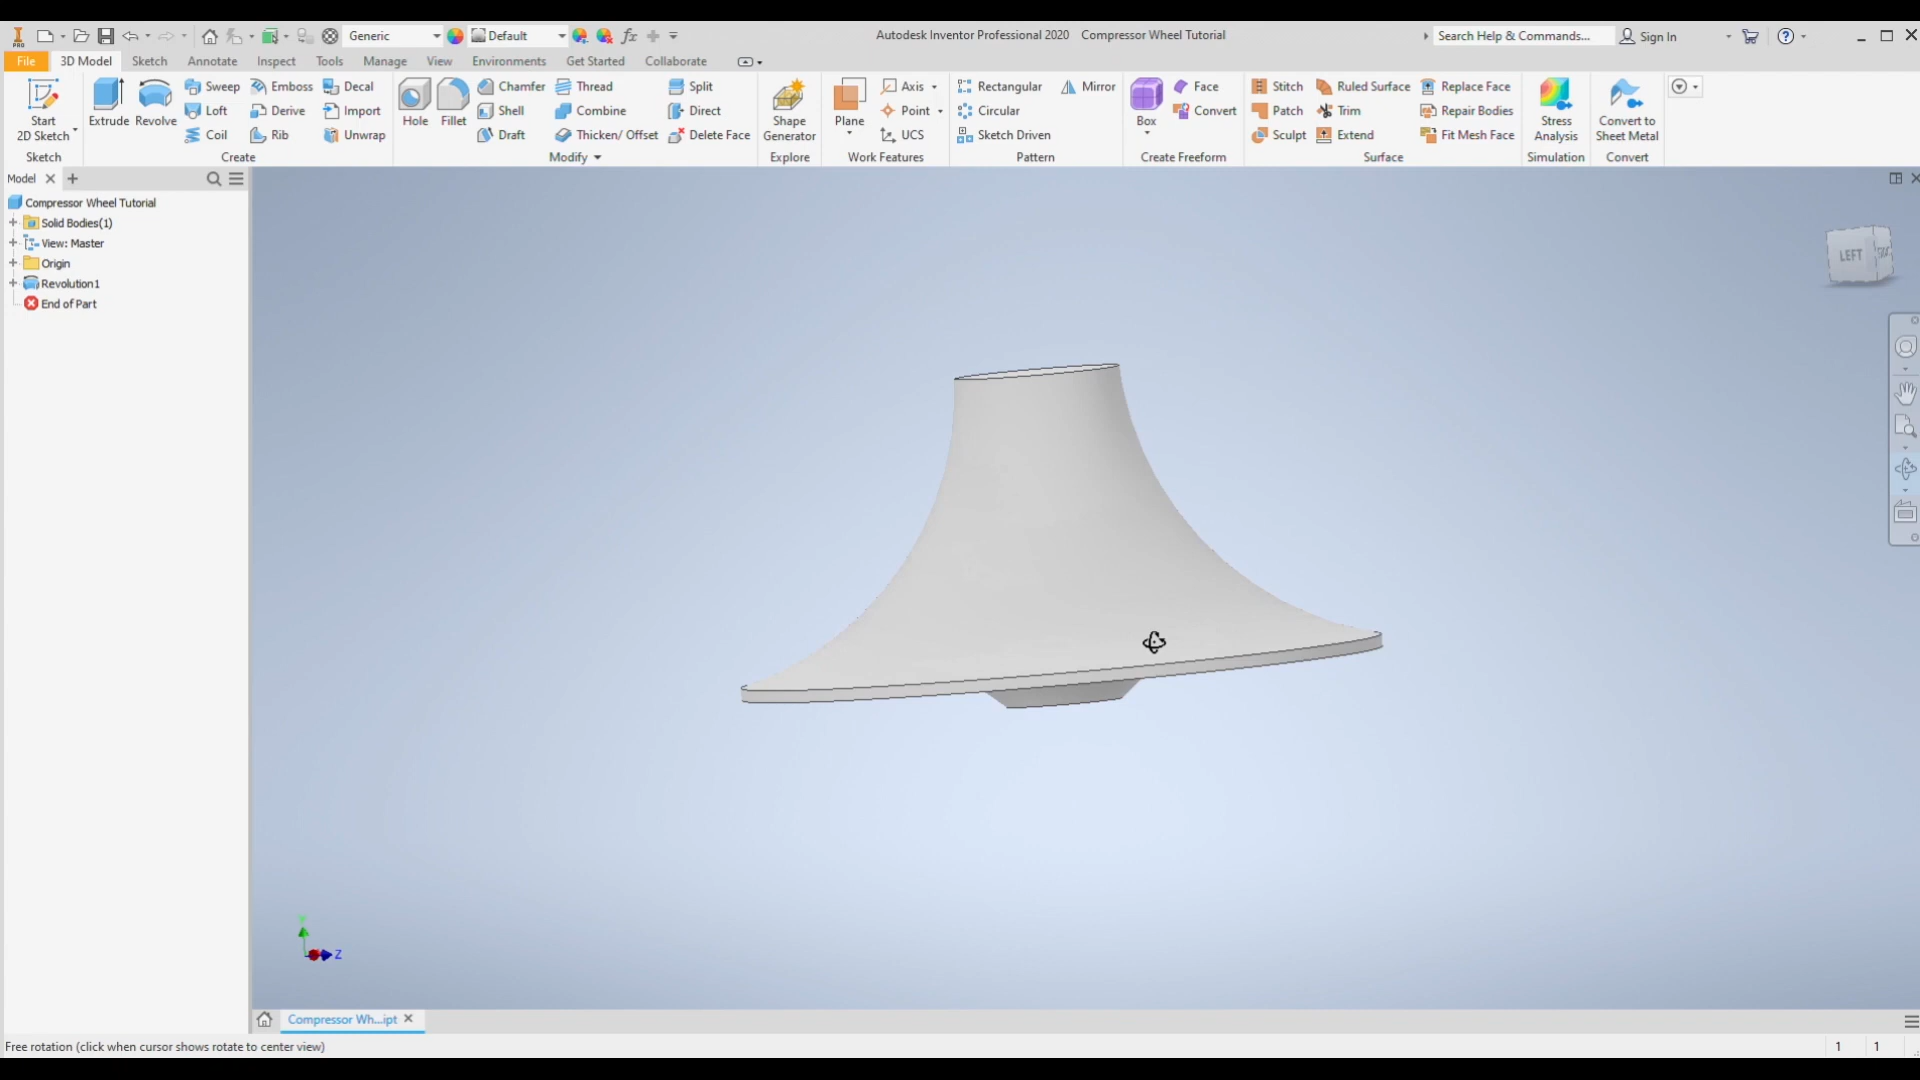 Generic
Default
Autodesk Inventor Professional 2020 Compressor Wheel Tutorial
Search Help & Commands...
Sign In
File 3D Model Sketch Annotate Inspect Tools Manage View Environments Get Started Collaborate
Start
2D Sketch
Sketch
Extrude
Revolve
Sweep
Loft
Coil
Emboss
Derive
Rib
Decal
Import
Unwrap
Create
Hole
Fillet
Chamfer
Shell
Draft
Thread
Combine
Thicken/ Offset
Split
Direct
Delete Face
Modify
Shape
Generator
Explore
Plane
Axis
Point
UCS
Work Features
Rectangular
Circular
Sketch Driven
Mirror
Pattern
Box
Face
Convert
Create Freeform
Stitch
Patch
Sculpt
Ruled Surface
Trim
Extend
Replace Face
Repair Bodies
Fit Mesh Face
Surface
Stress
Analysis
Simulation
Convert to
Sheet Metal
Convert
Model
Compressor Wheel Tutorial
Solid Bodies(1)
View: Master
Origin
Revolution1
End of Part
LEFT
Z
Compressor Wh...ipt
Free rotation (click when cursor shows rotate to center view)
1 1